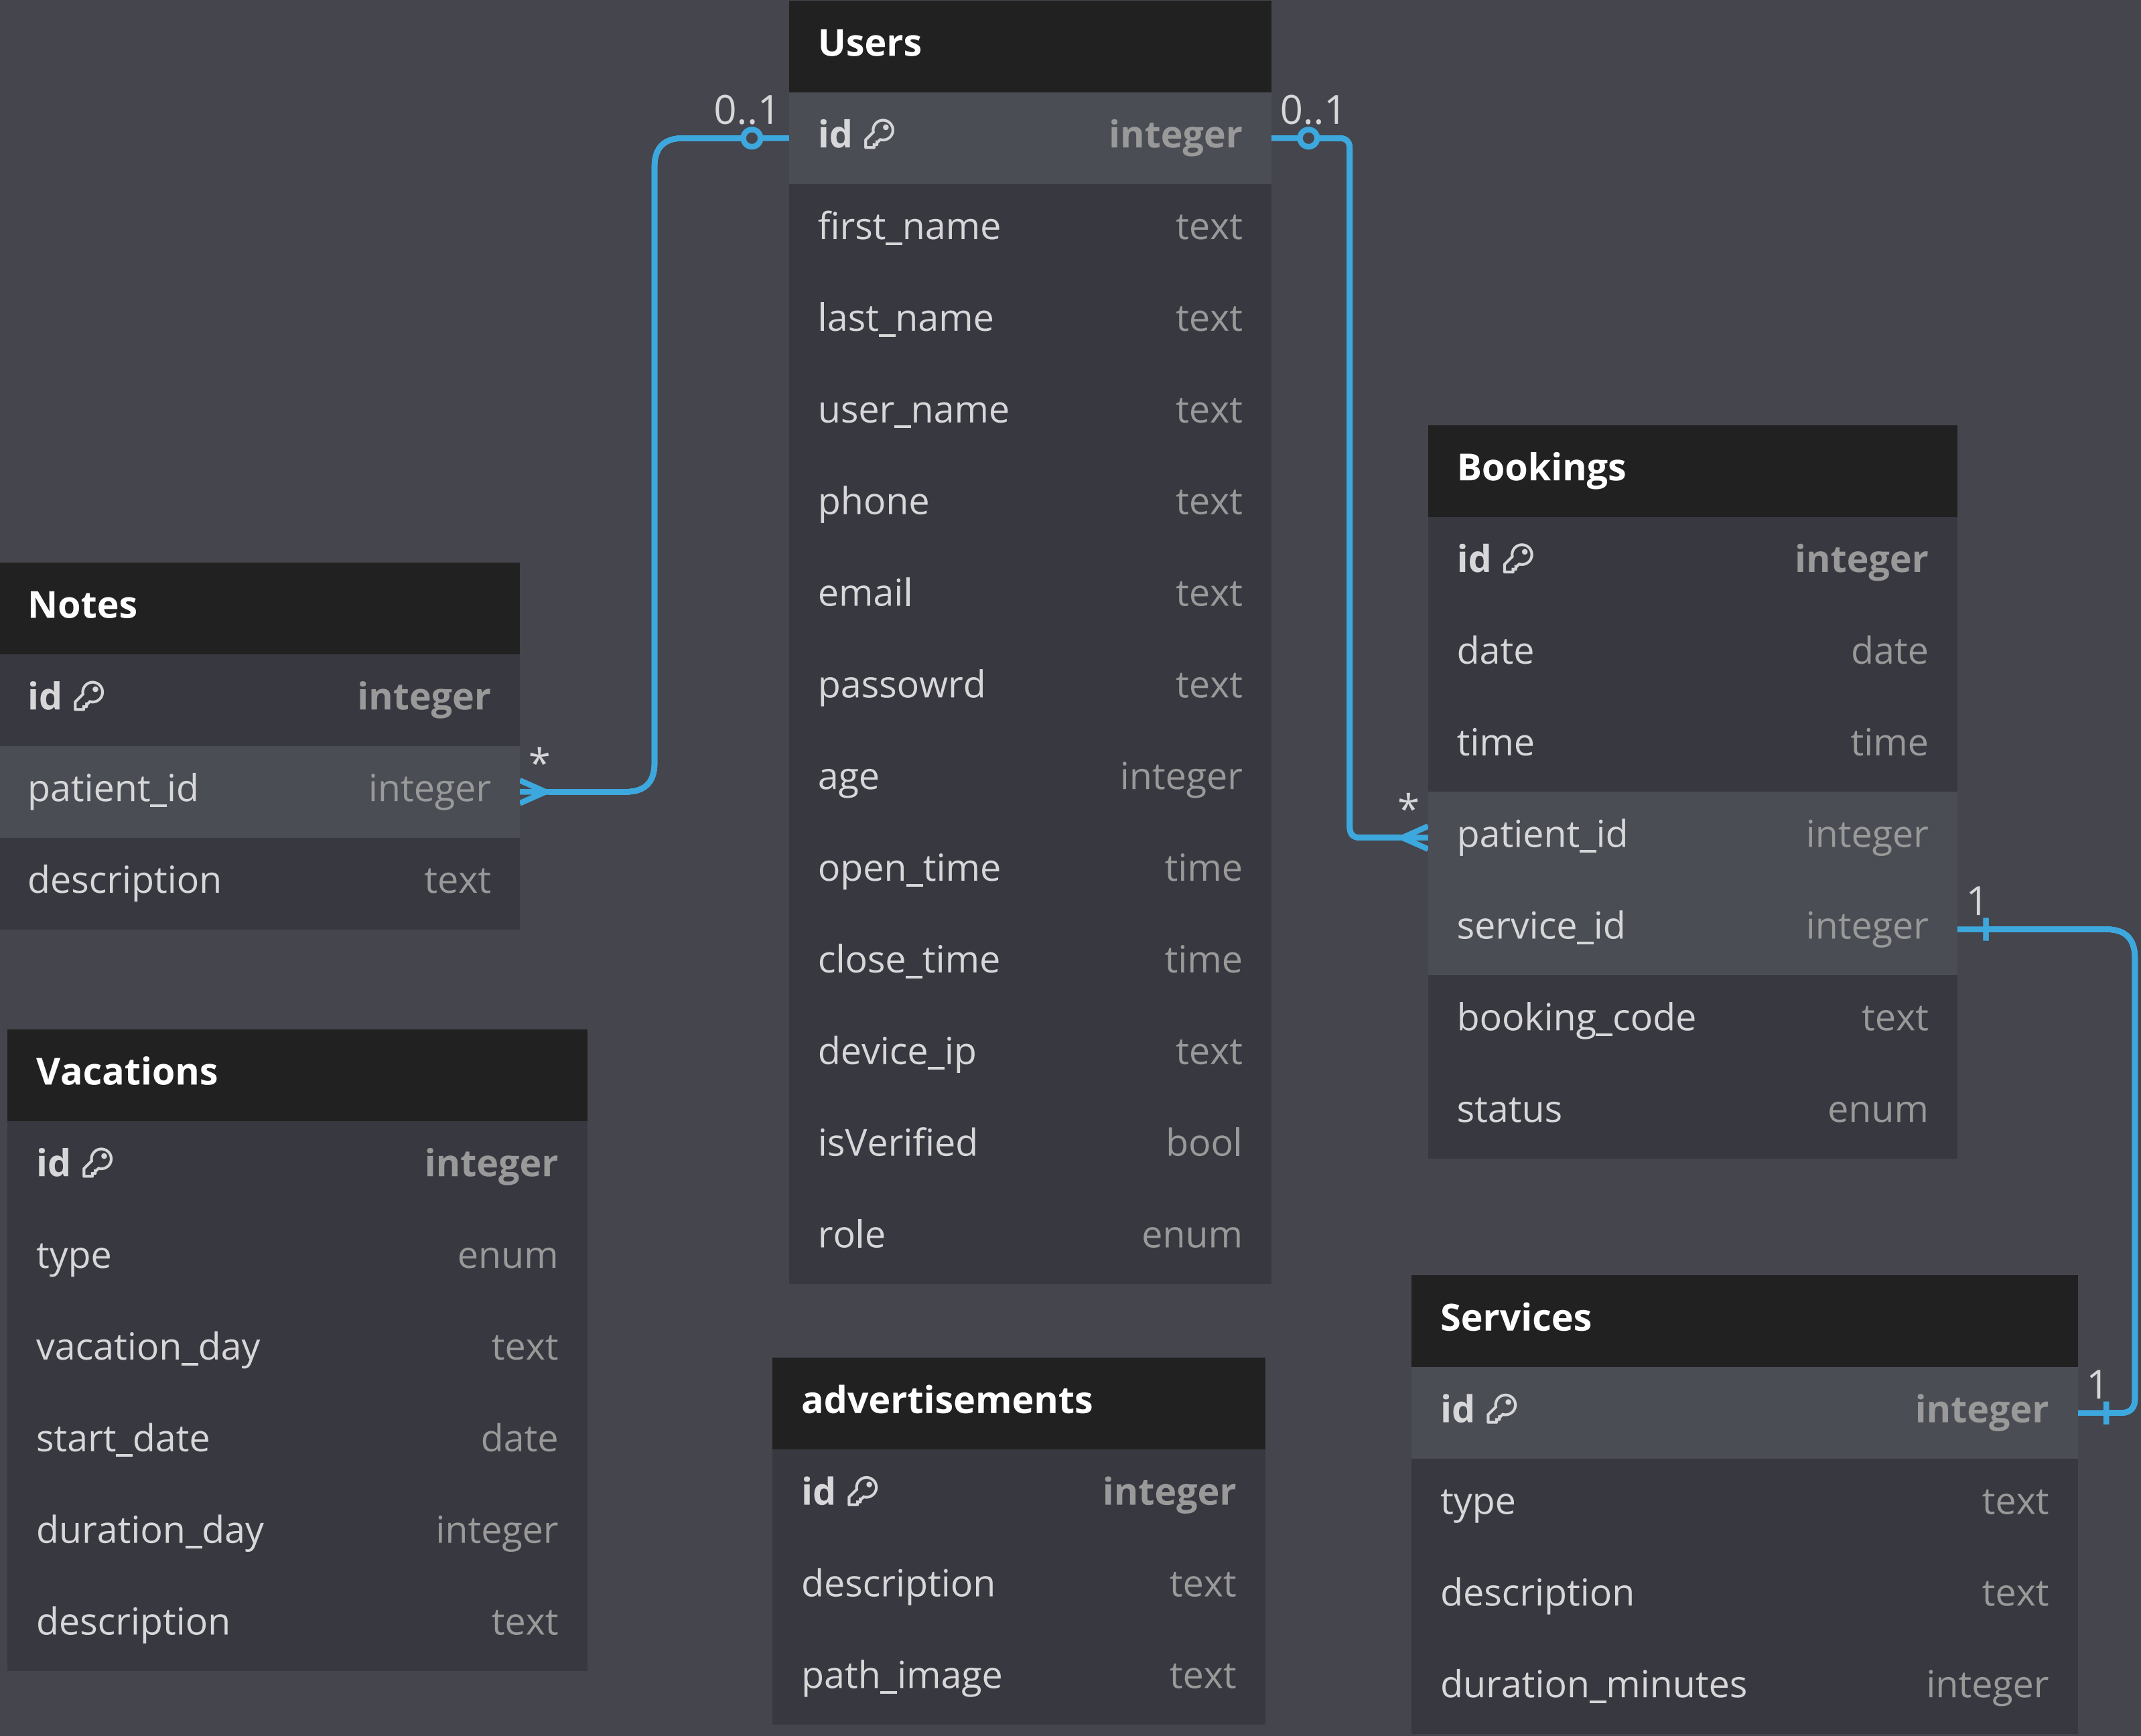 Users
0..1
0..1
id integer
first_name text
last_name text
user_name text
phone text
email text
passowrd text
age integer
open_time time
close_time time
device_ip text
isVerified bool
role enum
Bookings
id integer
date date
time time
*
patient_id integer
service_id integer
1
booking_code text
status enum
Notes
id integer
*
patient_id integer
description text
Vacations
id integer
type enum
vacation_day text
start_date date
duration_day integer
description text
advertisements
id integer
description text
path_image text
Services
1
id integer
type text
description text
duration_minutes integer